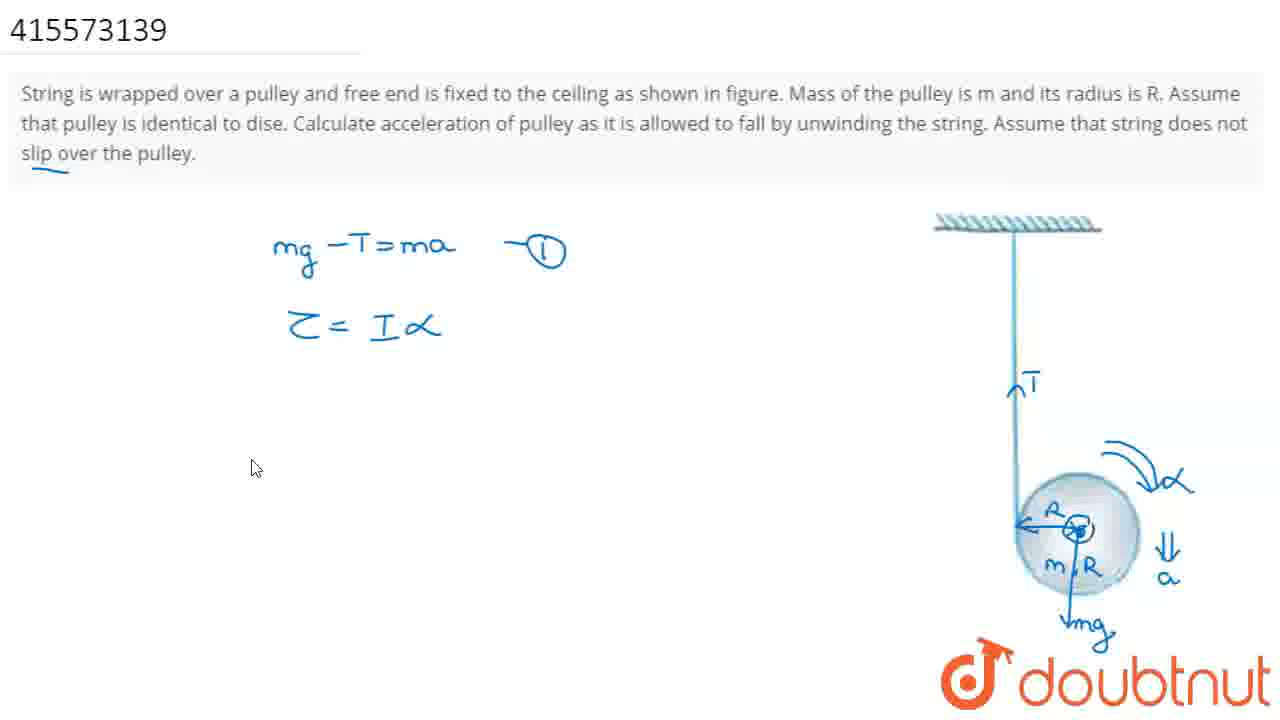 415573139
String is wrapped over a pulley and free end is fixed to the ceiling as shown in figure. Mass of the pulley is m and its radius is R. Assume
that pulley is identical to dise. Calculate acceleration of pulley as it is allowed to fall by unwinding the string. Assume that string does not
slip over the pulley.
mg - T = ma - 1
τ = I α
T
α
R
m, R
a
mg
doubtnut